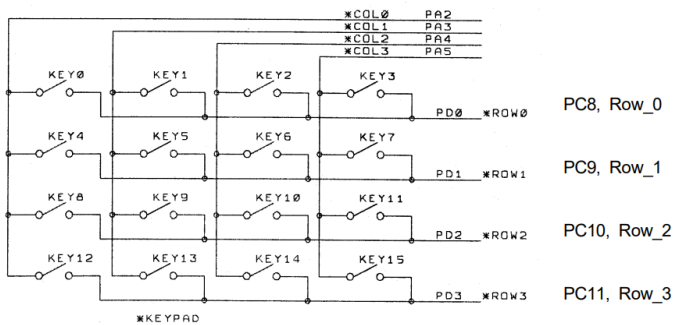 *COL0 PA2
*COL1 PA3
*COL2 PA4
*COL3 PA5
KEY0 KEY1 KEY2 KEY3
PD0 *ROW0 PC8, Row_0
KEY4 KEY5 KEY6 KEY7
PD1 *ROW1 PC9, Row_1
KEY8 KEY9 KEY10 KEY11
PD2 *ROW2 PC10, Row_2
KEY12 KEY13 KEY14 KEY15
PD3 *ROW3 PC11, Row_3
*KEYPAD